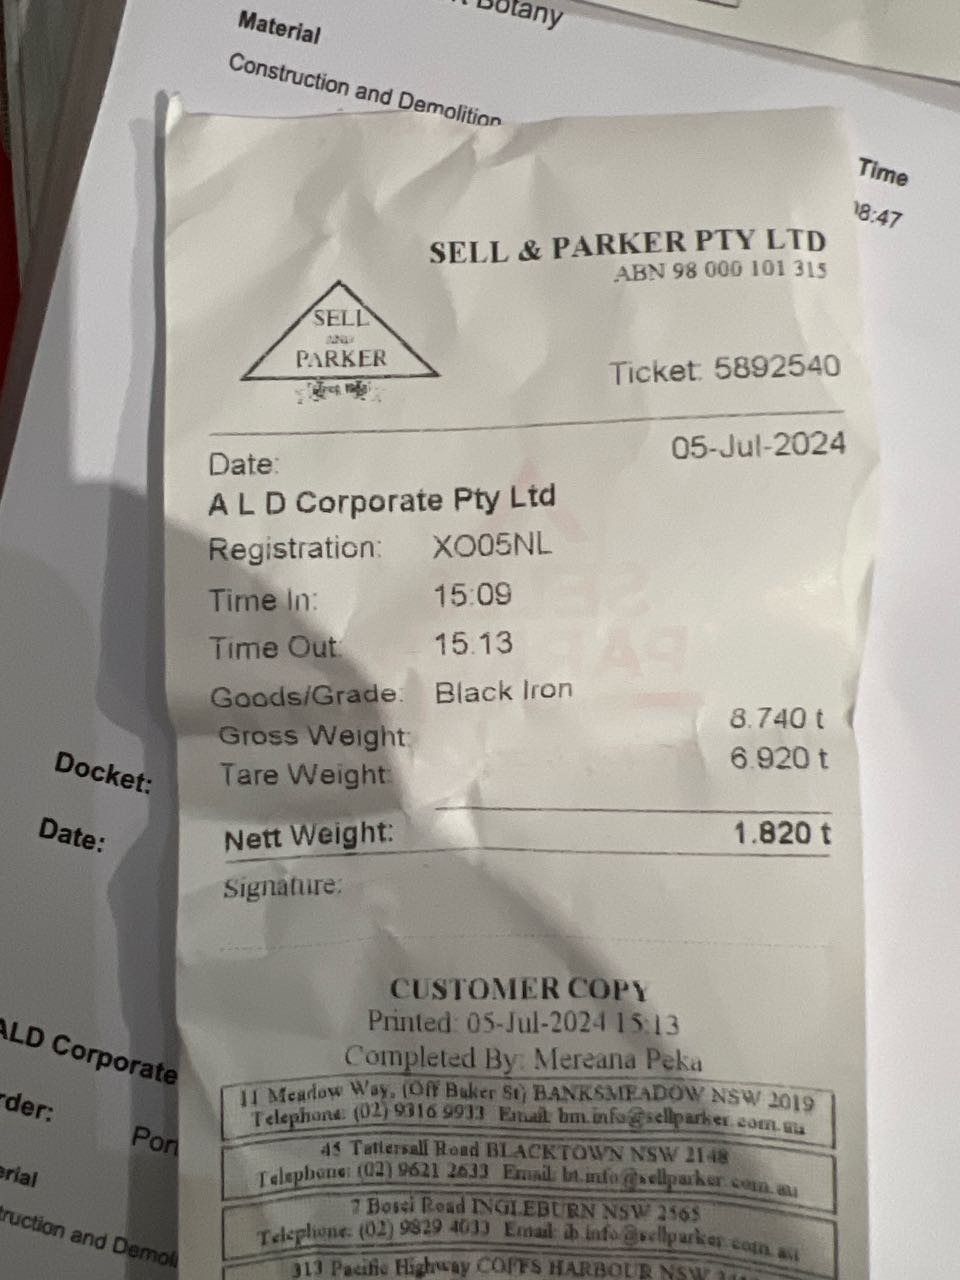 Botany
Material
Construction and Demolition
Time
08:47
SELL & PARKER PTY LTD
ABN 98 000 101 315
SELL
AND
PARKER
Ticket: 5892540
Date: 05-Jul-2024
A L D Corporate Pty Ltd
Registration: XO05NL
Time In: 15:09
Time Out: 15:13
Goods/Grade: Black Iron
Gross Weight: 8.740 t
Tare Weight: 6.920 t
Nett Weight: 1.820 t
Signature:
CUSTOMER COPY
Printed: 05-Jul-2024 15:13
Completed By: Mereana Peka
11 Meadow Way, (Off Baker St) BANKSMEADOW NSW 2019
Telephone: (02) 9316 9933 Email: bm.info@sellparker.com.au
45 Tattersall Road BLACKTOWN NSW 2148
Telephone: (02) 9621 2633 Email: bt.info@sellparker.com.au
7 Bosci Road INGLEBURN NSW 2565
Telephone: (02) 9829 4033 Email: ib.info@sellparker.com.au
313 Pacific Highway COFFS HARBOUR NSW
Docket:
Date:
ALD Corporate
rder:
Port
erial
truction and Demoli